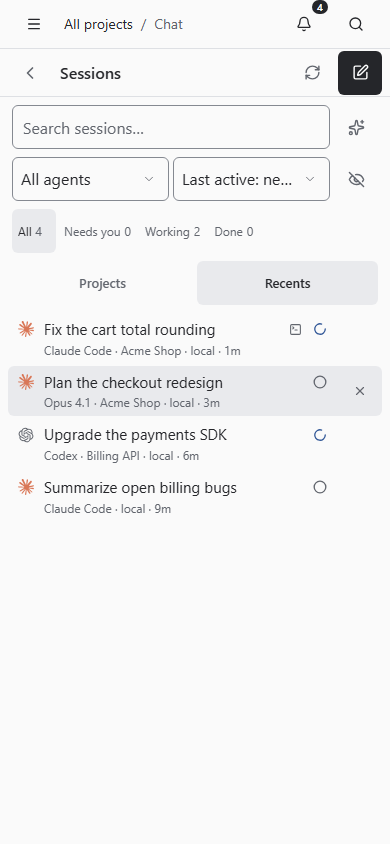 4
All projects / Chat
Sessions
Search sessions...
All agents
Last active: ne...
All 4 Needs you 0 Working 2 Done 0
Projects Recents
Fix the cart total rounding
Claude Code · Acme Shop · local · 1m
Plan the checkout redesign
Opus 4.1 · Acme Shop · local · 3m
Upgrade the payments SDK
Codex · Billing API · local · 6m
Summarize open billing bugs
Claude Code · local · 9m